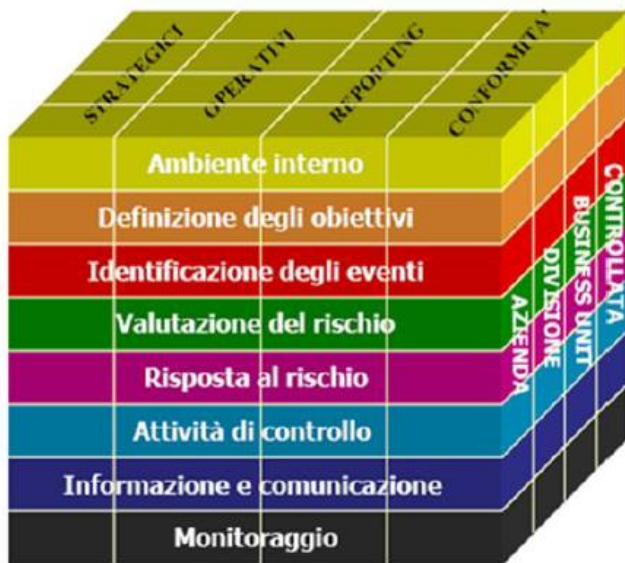 STRATEGICI
OPERATIVI
REPORTING
CONFORMITA'
Ambiente interno
Definizione degli obiettivi
Identificazione degli eventi
Valutazione del rischio
Risposta al rischio
Attività di controllo
Informazione e comunicazione
Monitoraggio
AZIENDA
DIVISIONE
BUSINESS UNIT
CONTROLLATA